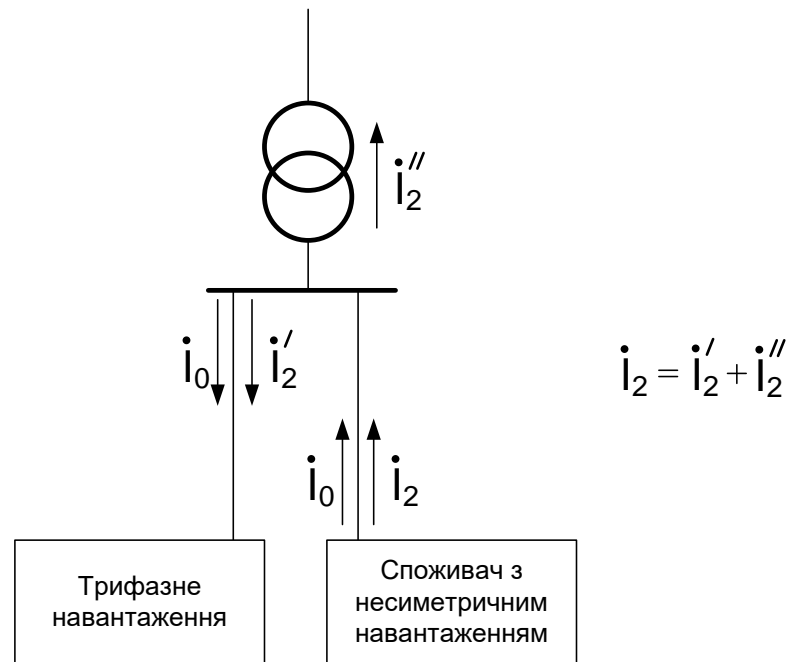 i̇₂″
i̇₀ i̇₂′
i̇₂ = i̇₂′ + i̇₂″
i̇₀ i̇₂
Трифазне
навантаження
Споживач з
несиметричним
навантаженням